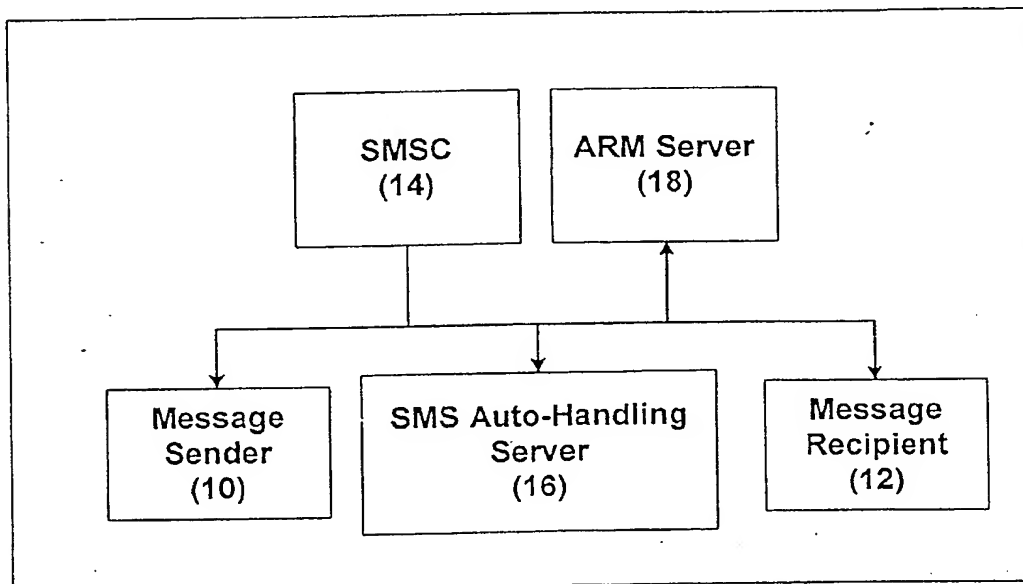 SMSC
(14)
ARM Server
(18)
Message
Sender
(10)
SMS Auto-Handling
Server
(16)
Message
Recipient
(12)